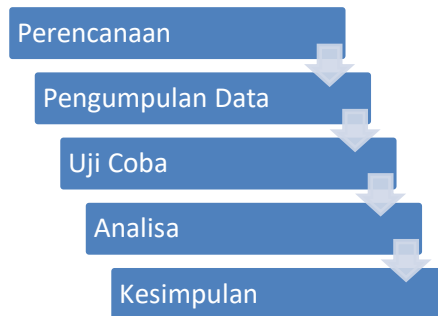 Perencanaan
Pengumpulan Data
Uji Coba
Analisa
Kesimpulan